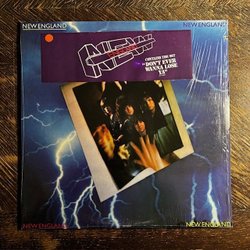 NEW ENGLAND
NEW ENGLAND
NEW
CONTAINS THE HIT
"DON'T EVER
WANNA LOSE
YA"
NEW ENGLAND
NEW ENGLAND